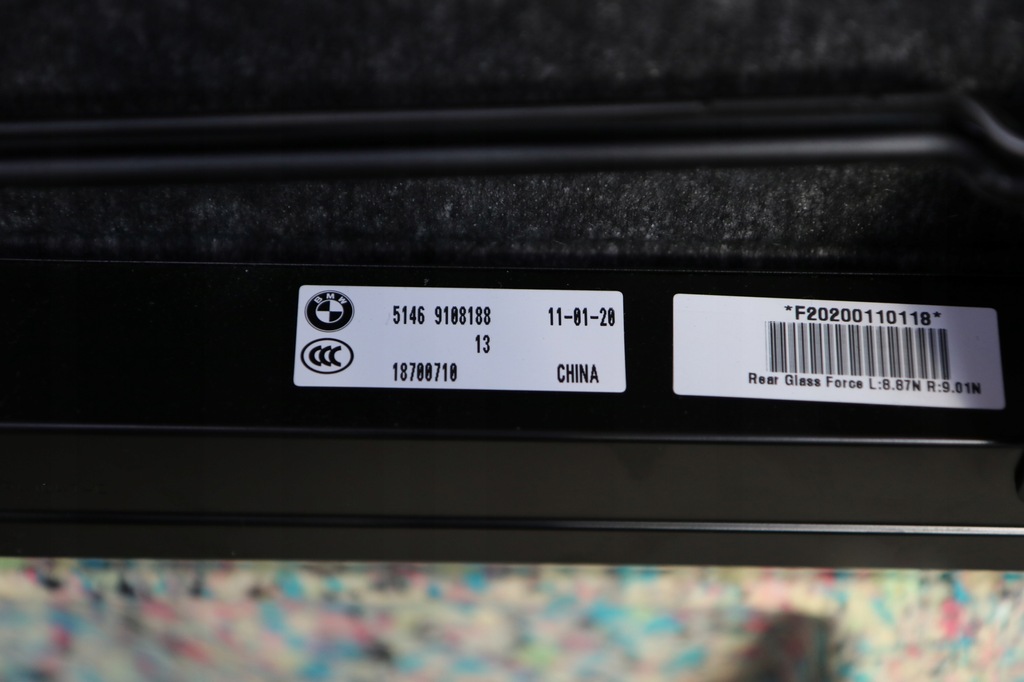 BMW
5146 9108188 11-01-20
13
CCC
18700710 CHINA
*F20200110118*
Rear Glass Force L:8.87N R:9.01N